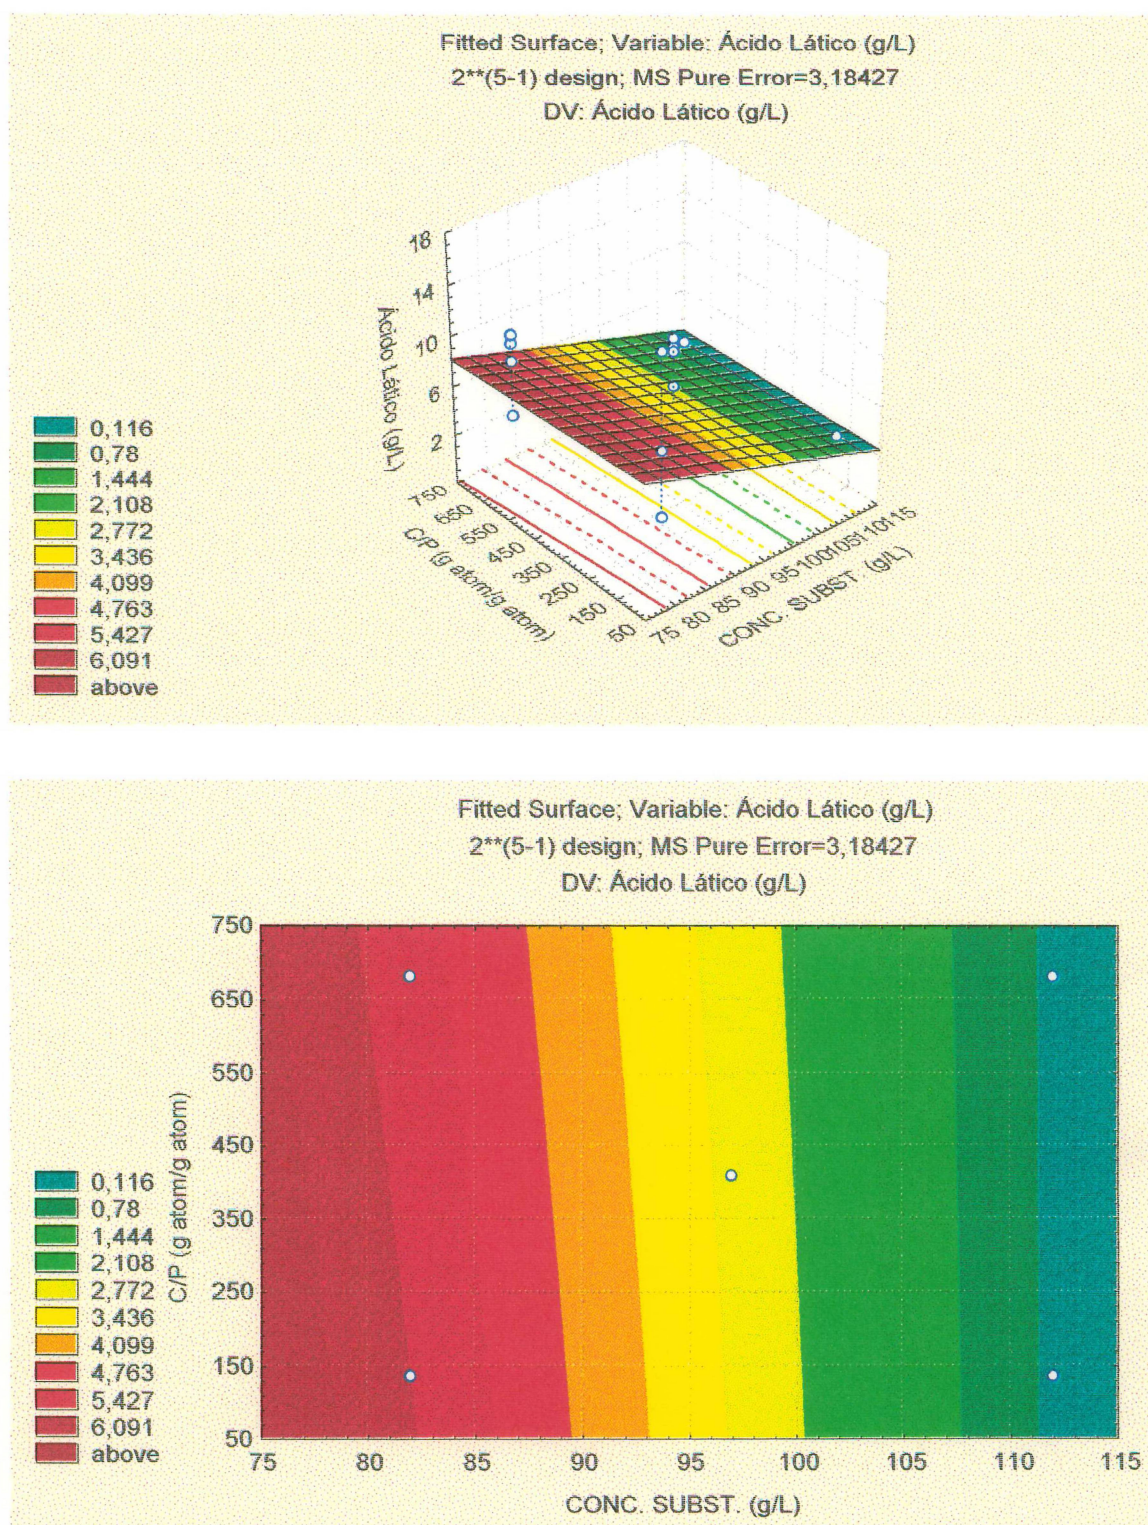 Fitted Surface; Variable: Ácido Lático (g/L)
2**(5-1) design; MS Pure Error=3,18427
DV: Ácido Lático (g/L)
18
14
10
6
2
Ácido Lático (g/L)
750
650
550
450
350
250
150
50
C/P (g atom/g atom)
75 80 85 90 95 100 105 110 115
CONC. SUBST. (g/L)
0,116
0,78
1,444
2,108
2,772
3,436
4,099
4,763
5,427
6,091
above
Fitted Surface; Variable: Ácido Lático (g/L)
2**(5-1) design; MS Pure Error=3,18427
DV: Ácido Lático (g/L)
750
650
550
450
350
250
150
50
C/P (g atom/g atom)
0,116
0,78
1,444
2,108
2,772
3,436
4,099
4,763
5,427
6,091
above
75 80 85 90 95 100 105 110 115
CONC. SUBST. (g/L)